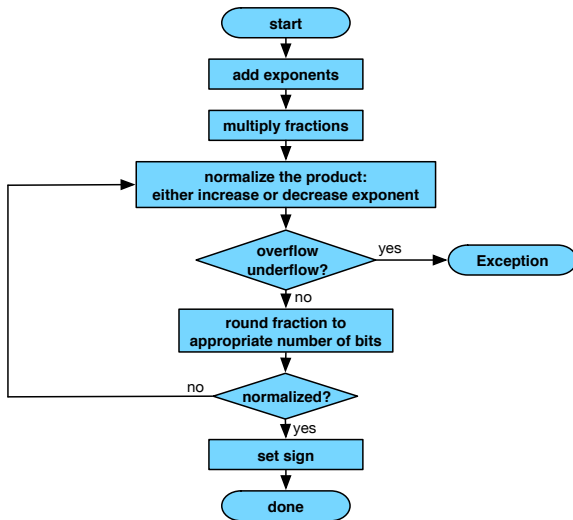 start
add exponents
multiply fractions
normalize the product:
either increase or decrease exponent
overflow
underflow?
yes
Exception
no
round fraction to
appropriate number of bits
normalized?
no
yes
set sign
done